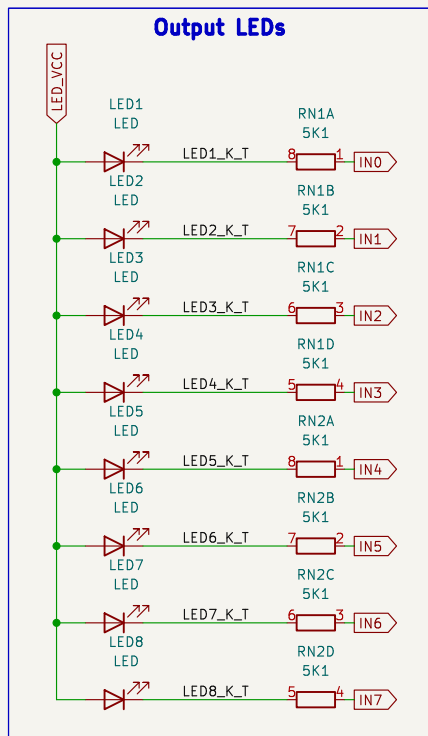 Output LEDs
LED_VCC
LED1
LED
LED1_K_T
RN1A
5K1
8 1
IN0
LED2
LED
LED2_K_T
RN1B
5K1
7 2
IN1
LED3
LED
LED3_K_T
RN1C
5K1
6 3
IN2
LED4
LED
LED4_K_T
RN1D
5K1
5 4
IN3
LED5
LED
LED5_K_T
RN2A
5K1
8 1
IN4
LED6
LED
LED6_K_T
RN2B
5K1
7 2
IN5
LED7
LED
LED7_K_T
RN2C
5K1
6 3
IN6
LED8
LED
LED8_K_T
RN2D
5K1
5 4
IN7